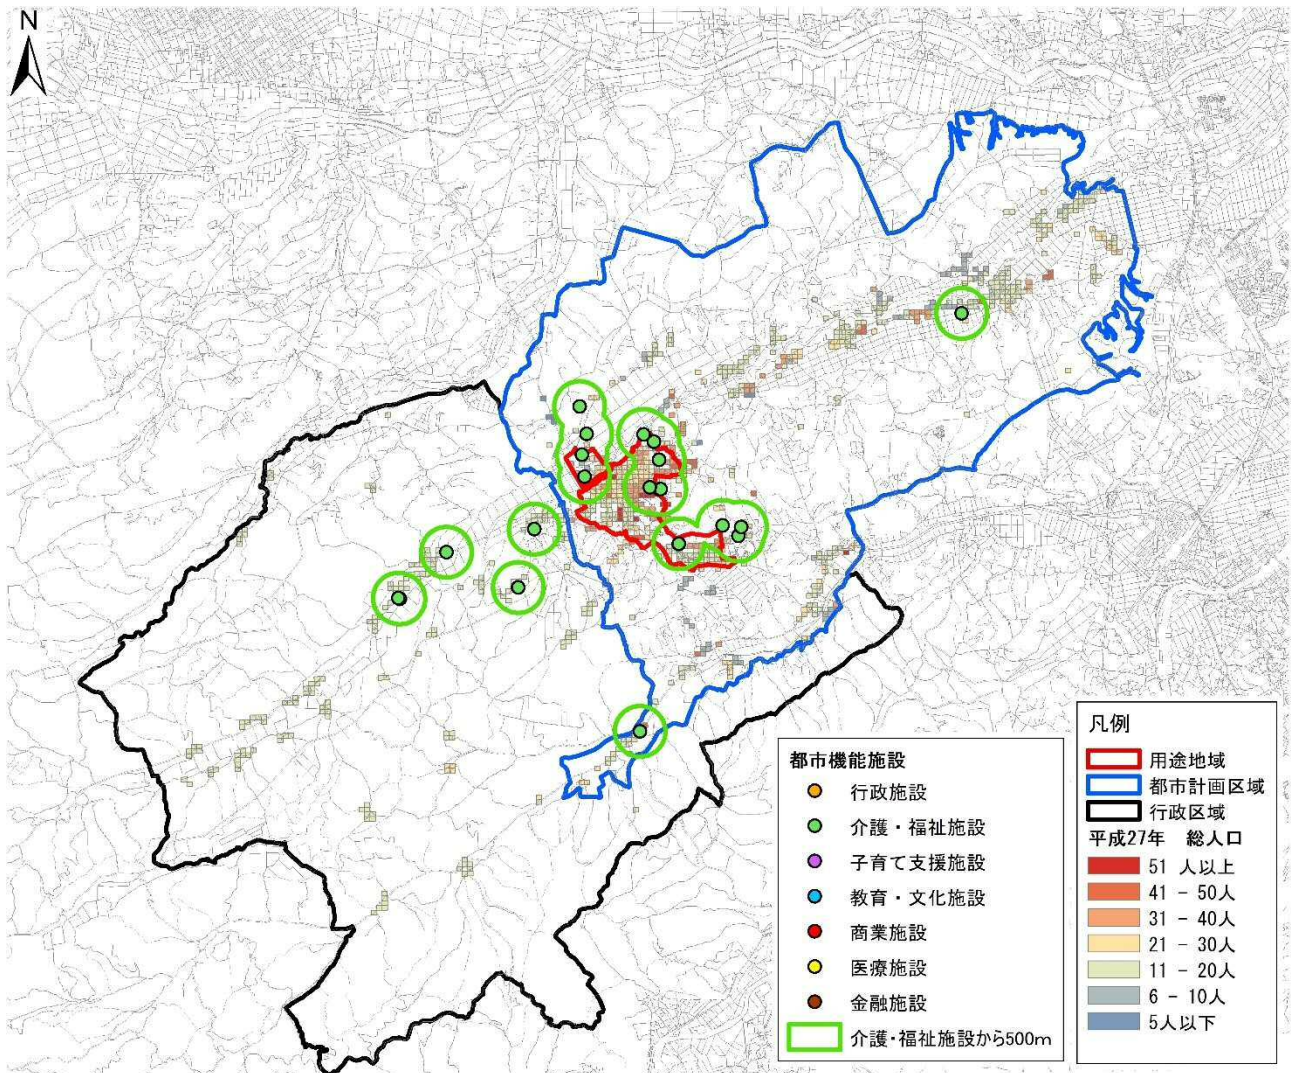 N
都市機能施設
行政施設
介護・福祉施設
子育て支援施設
教育・文化施設
商業施設
医療施設
金融施設
介護・福祉施設から500m
凡例
用途地域
都市計画区域
行政区域
平成27年 総人口
51 人以上
41 - 50人
31 - 40人
21 - 30人
11 - 20人
6 - 10人
5人以下